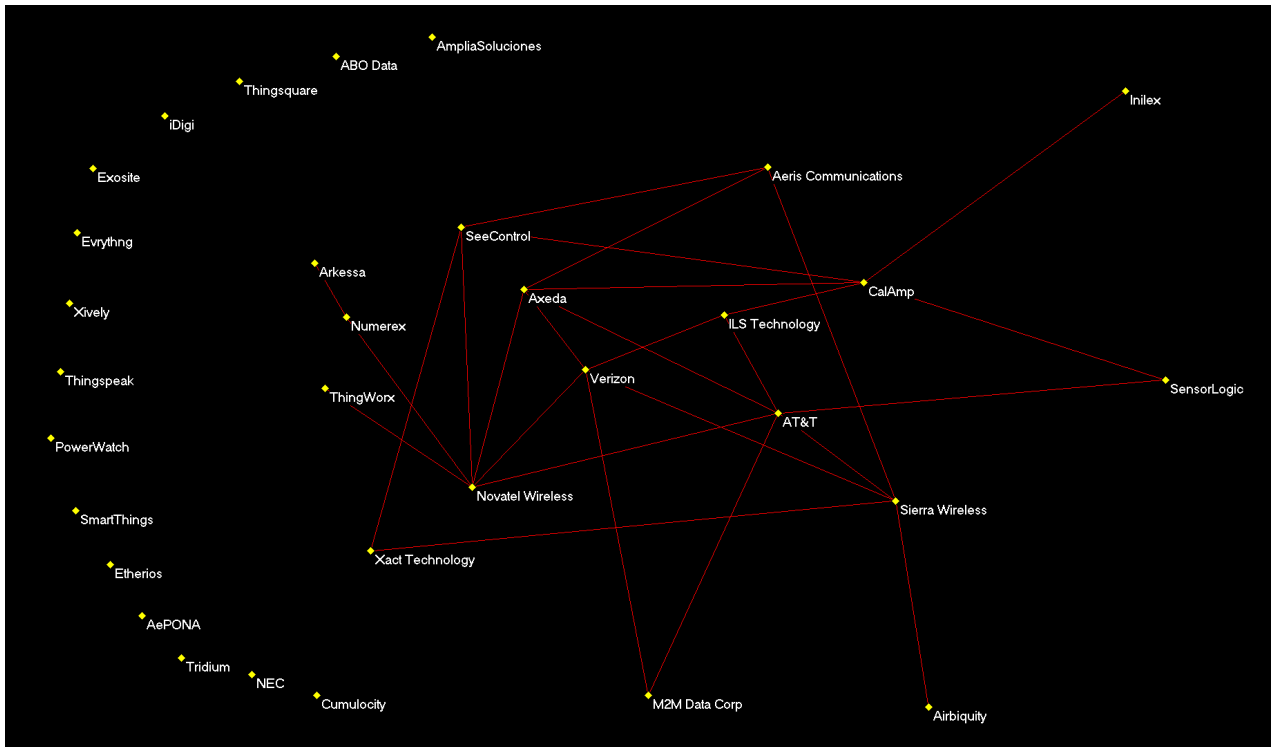 AmpliaSoluciones
ABO Data
Thingsquare
Inilex
iDigi
Exosite
Aeris Communications
Evrythng
SeeControl
Arkessa
CalAmp
Axeda
Xively
Numerex
ILS Technology
Thingspeak
Verizon
SensorLogic
ThingWorx
AT&T
PowerWatch
Novatel Wireless
Sierra Wireless
SmartThings
Xact Technology
Etherios
AePONA
Tridium
NEC
Cumulocity
M2M Data Corp
Airbiquity